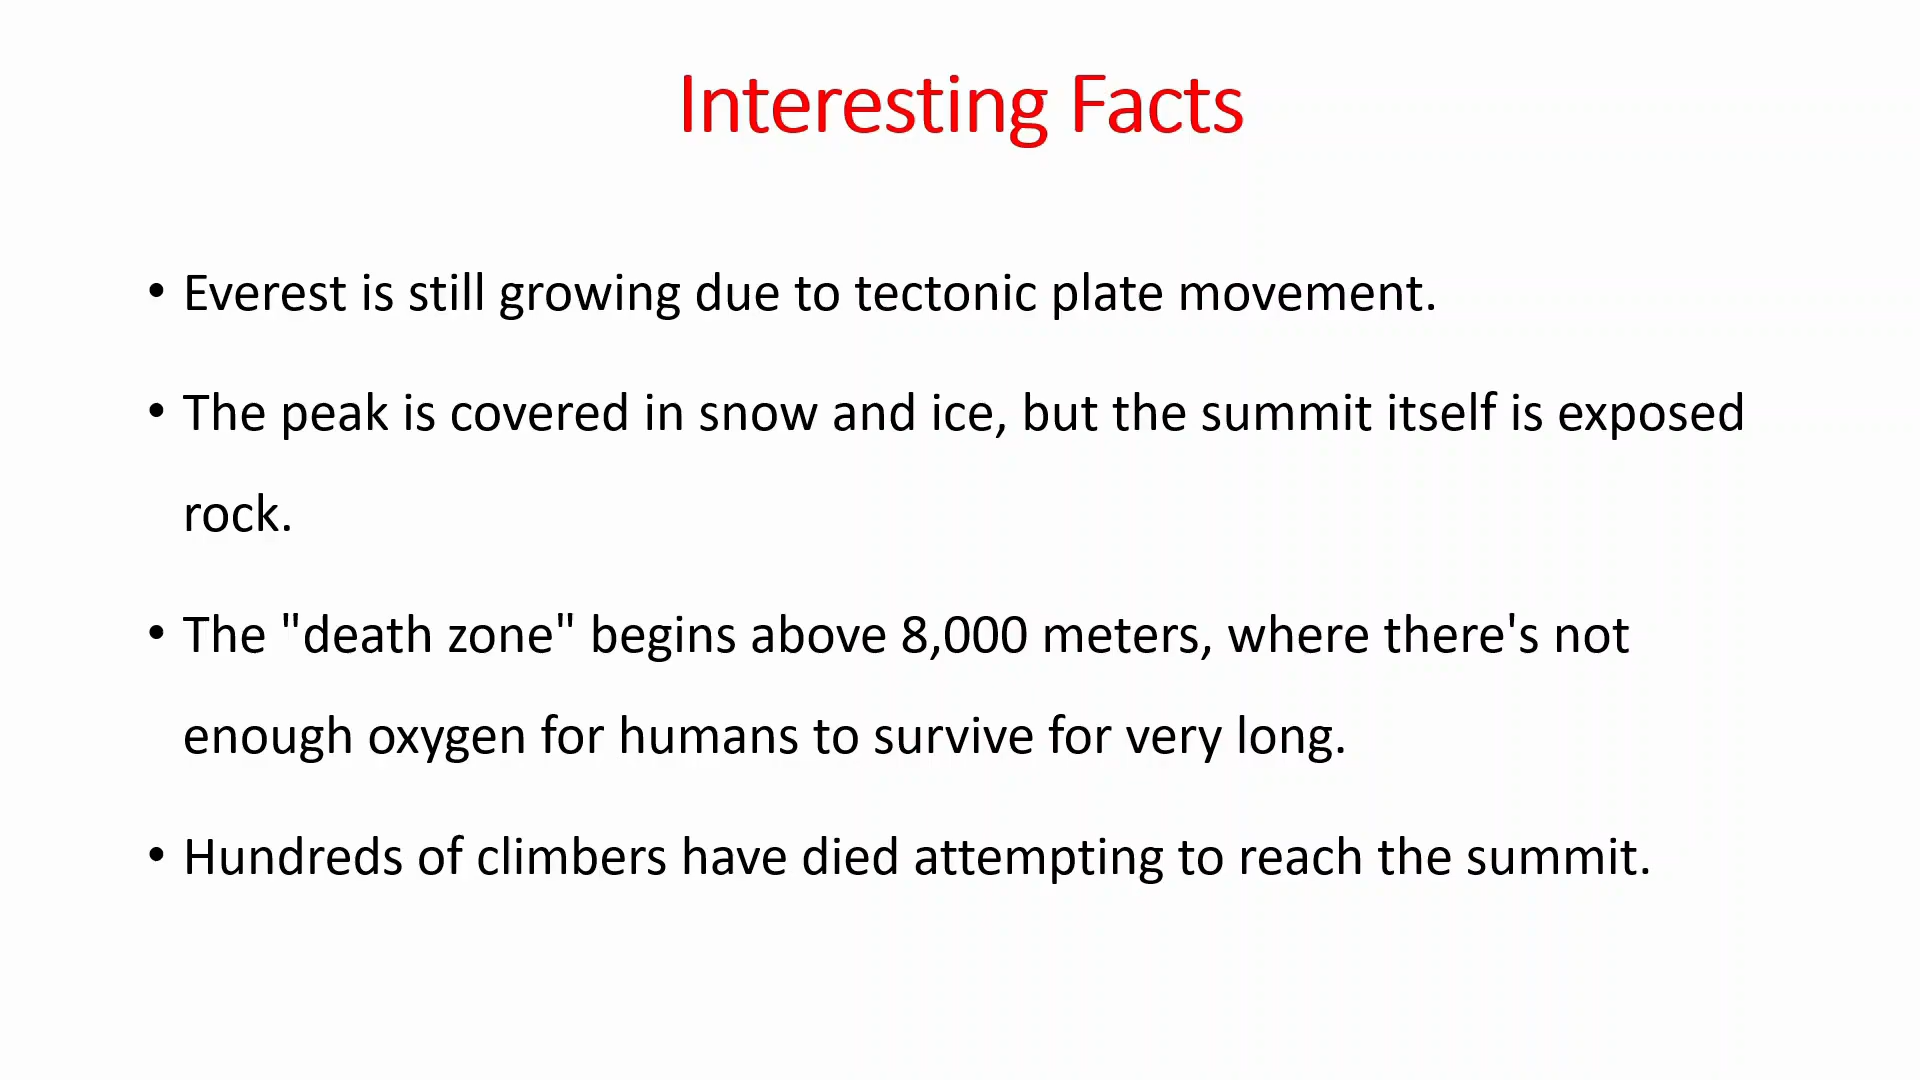 Interesting Facts
• Everest is still growing due to tectonic plate movement.
• The peak is covered in snow and ice, but the summit itself is exposed
rock.
• The "death zone" begins above 8,000 meters, where there's not
enough oxygen for humans to survive for very long.
• Hundreds of climbers have died attempting to reach the summit.